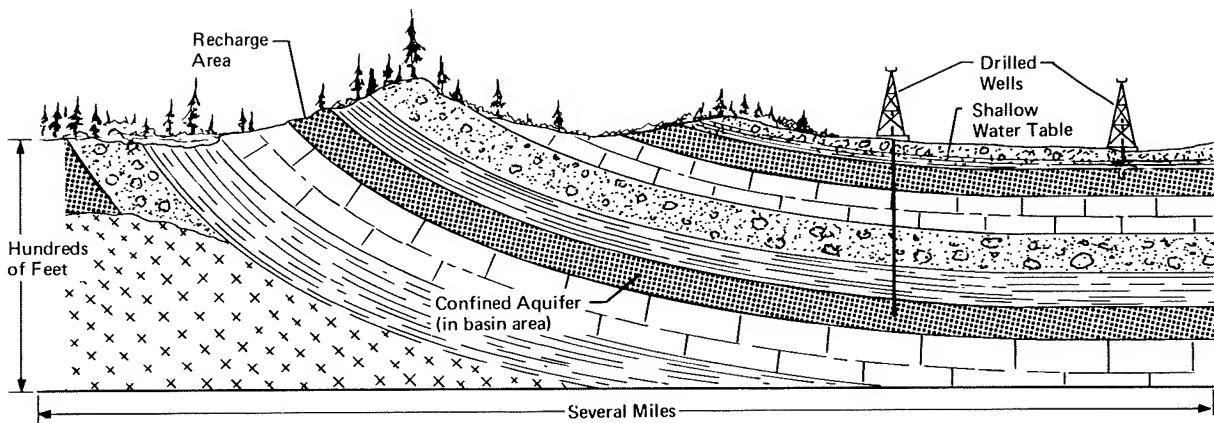 Recharge
Area
Drilled
Wells
Shallow
Water Table
Hundreds
of Feet
Confined Aquifer
(in basin area)
Several Miles